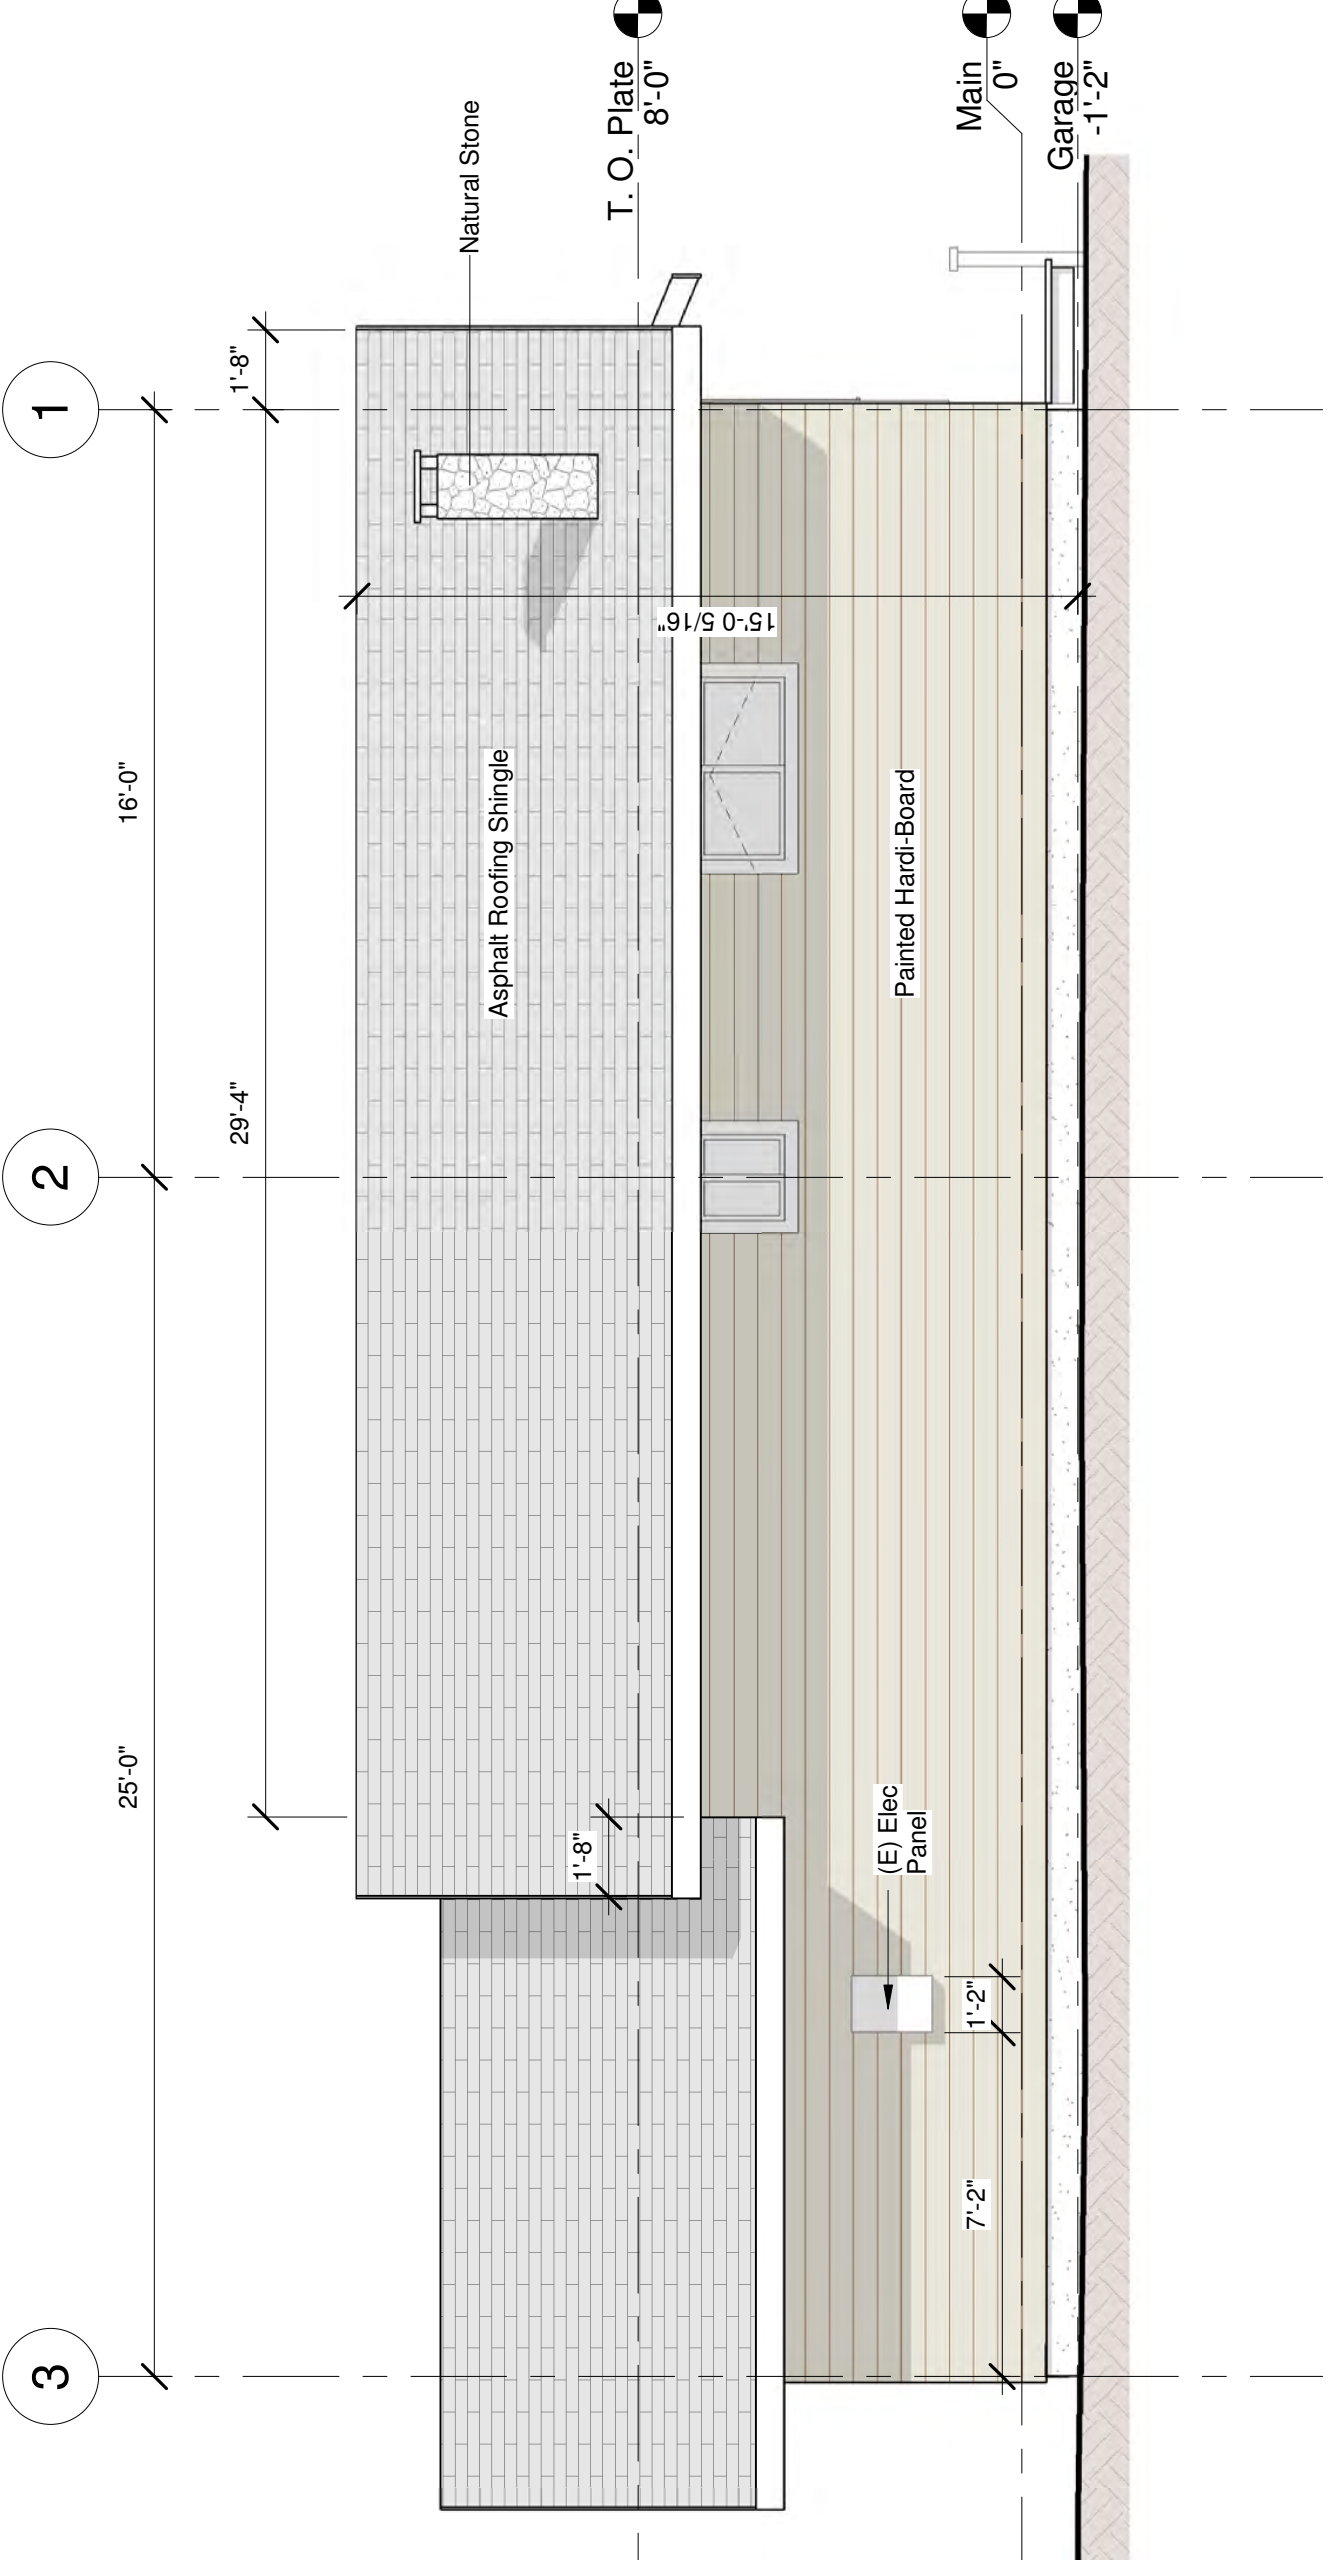 3
2
1
25'-0"
16'-0"
29'-4"
1'-8"
Natural Stone
Asphalt Roofing Shingle
1'-8"
T. O. Plate
8'-0"
15'-0 5/16"
(E) Elec
Panel
Painted Hardi-Board
7'-2"
1'-2"
Main
0"
Garage
-1'-2"